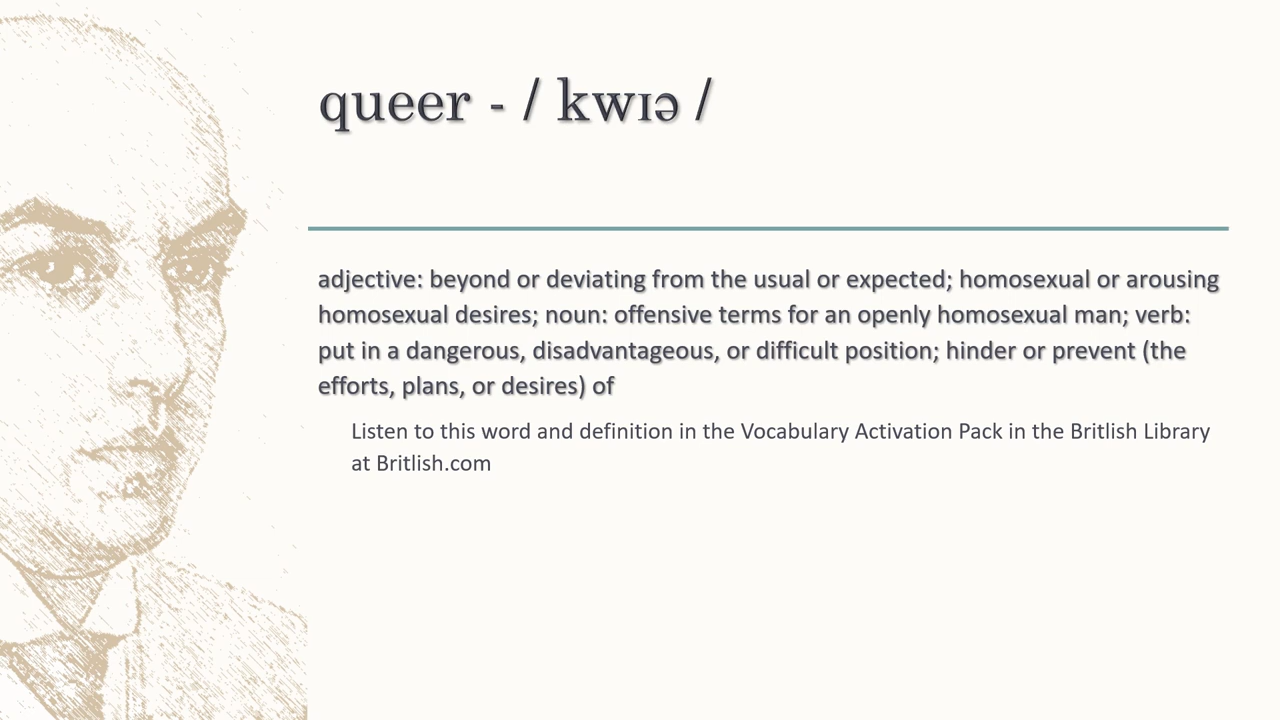 queer - / kwɪə /
adjective: beyond or deviating from the usual or expected; homosexual or arousing
homosexual desires; noun: offensive terms for an openly homosexual man; verb:
put in a dangerous, disadvantageous, or difficult position; hinder or prevent (the
efforts, plans, or desires) of
Listen to this word and definition in the Vocabulary Activation Pack in the Britlish Library
at Britlish.com